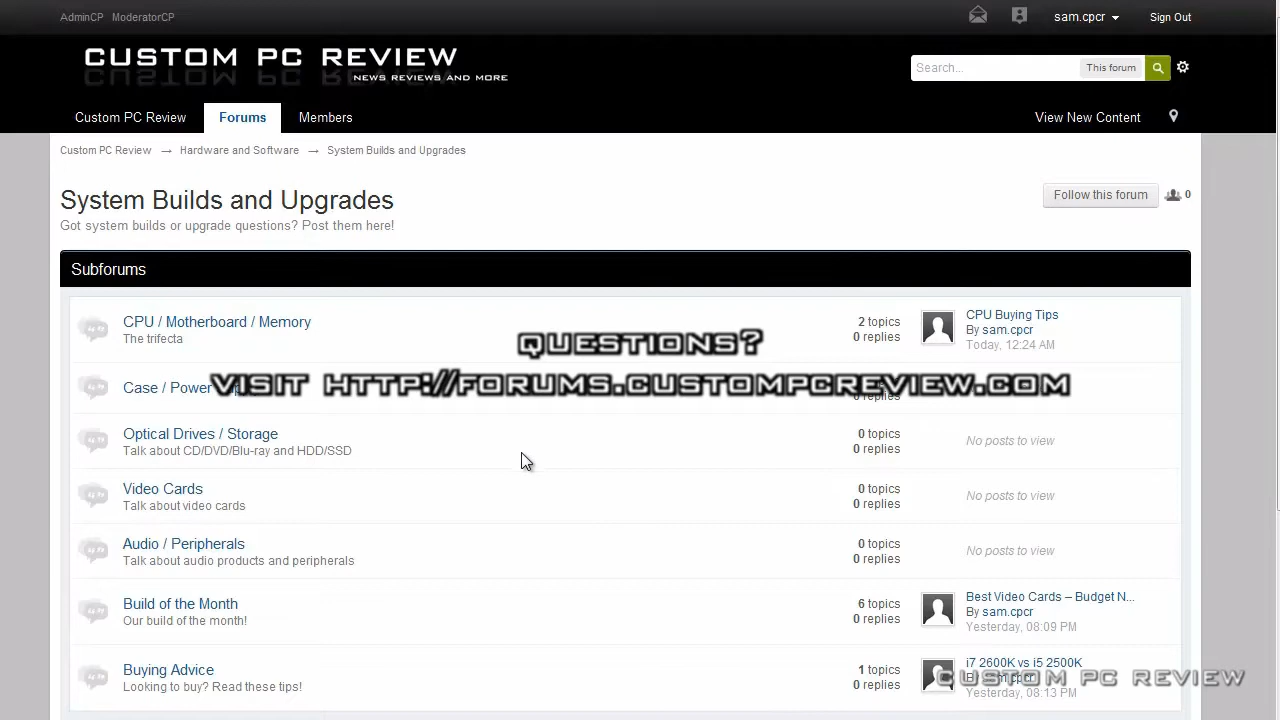 AdminCP ModeratorCP
sam.cpcr Sign Out
CUSTOM PC REVIEW
NEWS REVIEWS AND MORE
Search... This forum
Custom PC Review Forums Members View New Content
Custom PC Review → Hardware and Software → System Builds and Upgrades
System Builds and Upgrades
Follow this forum 0
Got system builds or upgrade questions? Post them here!
Subforums
CPU / Motherboard / Memory
The trifecta
2 topics
0 replies
CPU Buying Tips
By sam.cpcr
Today, 12:24 AM
QUESTIONS?
VISIT HTTP://FORUMS.CUSTOMPCREVIEW.COM
Case / Power
0 replies
Optical Drives / Storage
Talk about CD/DVD/Blu-ray and HDD/SSD
0 topics
0 replies
No posts to view
Video Cards
Talk about video cards
0 topics
0 replies
No posts to view
Audio / Peripherals
Talk about audio products and peripherals
0 topics
0 replies
No posts to view
Build of the Month
Our build of the month!
6 topics
0 replies
Best Video Cards – Budget N...
By sam.cpcr
Yesterday, 08:09 PM
Buying Advice
Looking to buy? Read these tips!
1 topics
0 replies
i7 2600K vs i5 2500K
By sam.cpcr
Yesterday, 08:13 PM
CUSTOM PC REVIEW